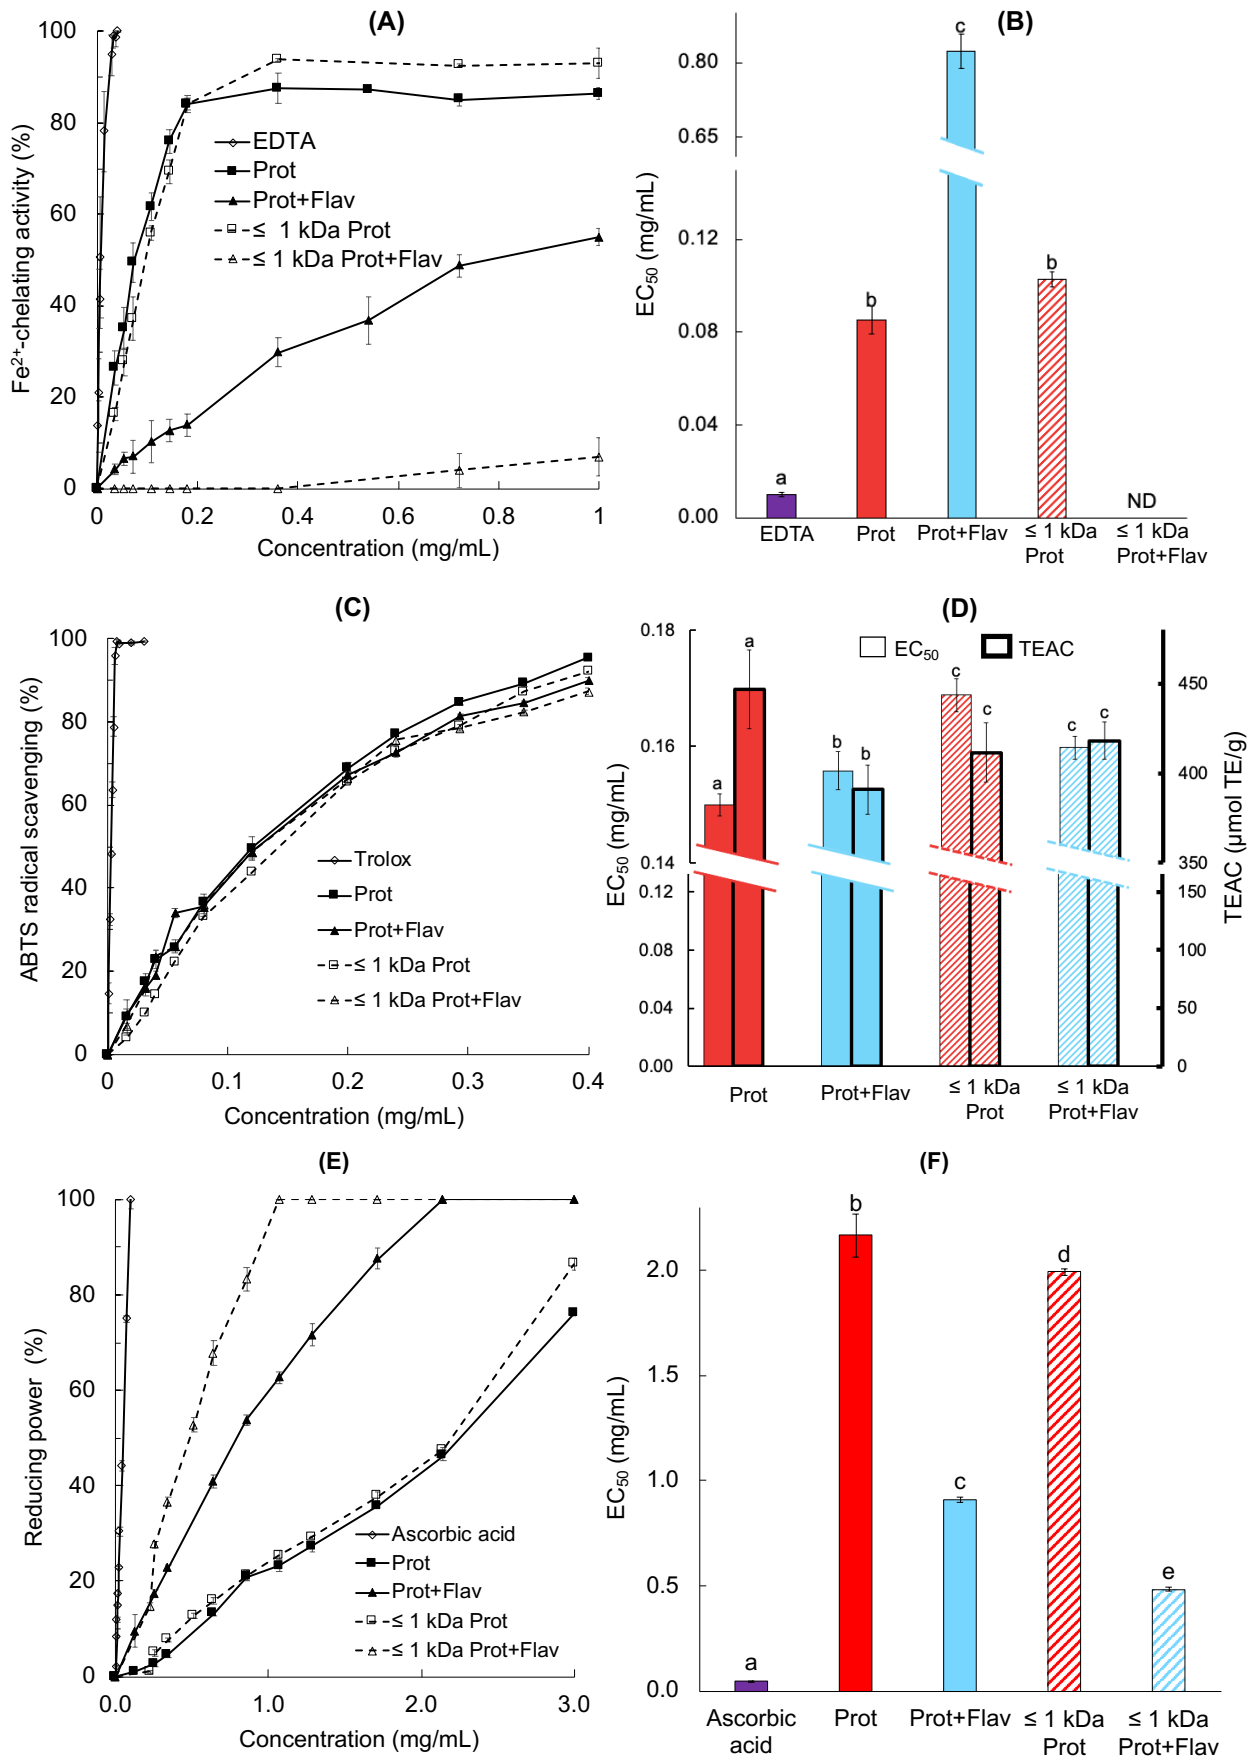 (A)
Fe²⁺-chelating activity (%)
100
80
60
40
20
0
EDTA
Prot
Prot+Flav
≤ 1 kDa Prot
≤ 1 kDa Prot+Flav
0 0.2 0.4 0.6 0.8 1
Concentration (mg/mL)
(B)
EC₅₀ (mg/mL)
0.80
0.65
0.12
0.08
0.04
0.00
a
b
c
b
ND
EDTA
Prot
Prot+Flav
≤ 1 kDa
Prot
≤ 1 kDa
Prot+Flav
(C)
ABTS radical scavenging (%)
100
80
60
40
20
0
Trolox
Prot
Prot+Flav
≤ 1 kDa Prot
≤ 1 kDa Prot+Flav
0 0.1 0.2 0.3 0.4
Concentration (mg/mL)
(D)
EC₅₀ (mg/mL)
0.18
0.16
0.14
0.12
0.08
0.04
0.00
EC₅₀
TEAC
a
a
b
b
c
c
c
c
450
400
350
150
100
50
0
TEAC (µmol TE/g)
Prot
Prot+Flav
≤ 1 kDa
Prot
≤ 1 kDa
Prot+Flav
(E)
Reducing power (%)
100
80
60
40
20
0
Ascorbic acid
Prot
Prot+Flav
≤ 1 kDa Prot
≤ 1 kDa Prot+Flav
0.0 1.0 2.0 3.0
Concentration (mg/mL)
(F)
EC₅₀ (mg/mL)
2.0
1.5
1.0
0.5
0.0
a
b
c
d
e
Ascorbic
acid
Prot
Prot+Flav
≤ 1 kDa
Prot
≤ 1 kDa
Prot+Flav